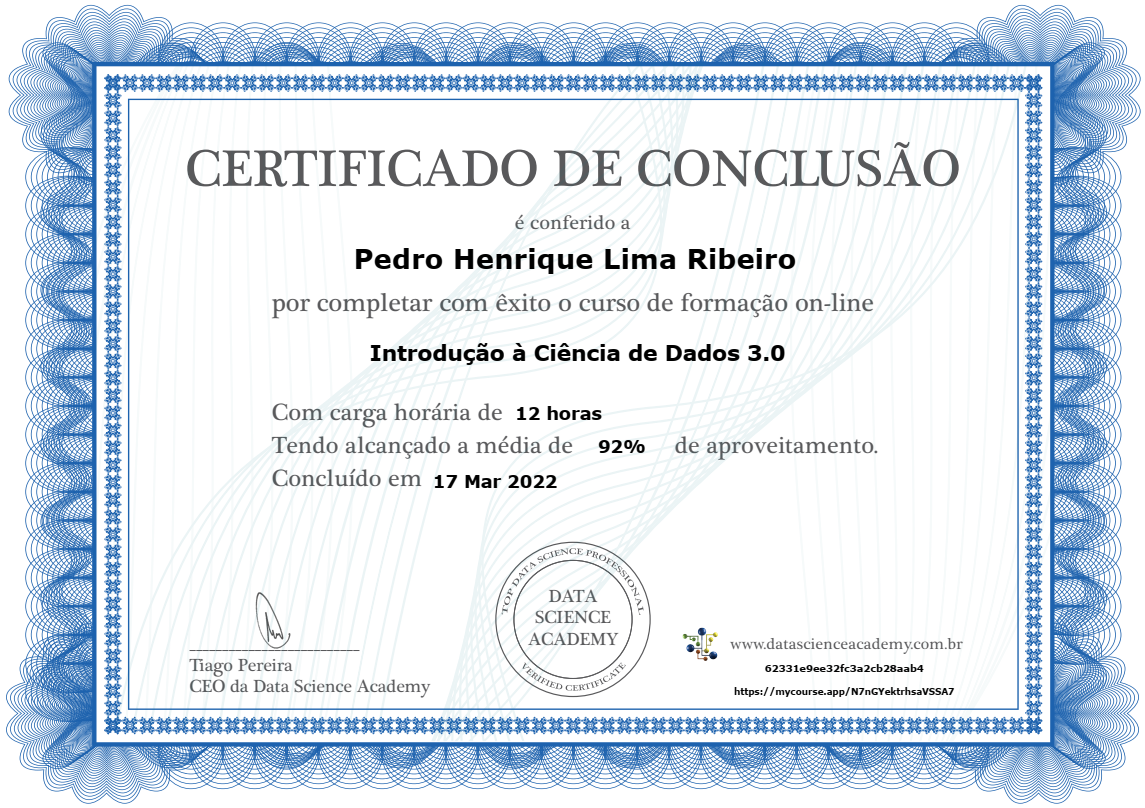 CERTIFICADO DE CONCLUSÃO
é conferido a
Pedro Henrique Lima Ribeiro
por completar com êxito o curso de formação on-line
Introdução à Ciência de Dados 3.0
Com carga horária de 12 horas
Tendo alcançado a média de 92% de aproveitamento.
Concluído em 17 Mar 2022
TOP DATA SCIENCE PROFESSIONAL
DATA
SCIENCE
ACADEMY
VERIFIED CERTIFICATE
Tiago Pereira
CEO da Data Science Academy
www.datascienceacademy.com.br
62331e9ee32fc3a2cb28aab4
https://mycourse.app/N7nGYektrhsaVSSA7